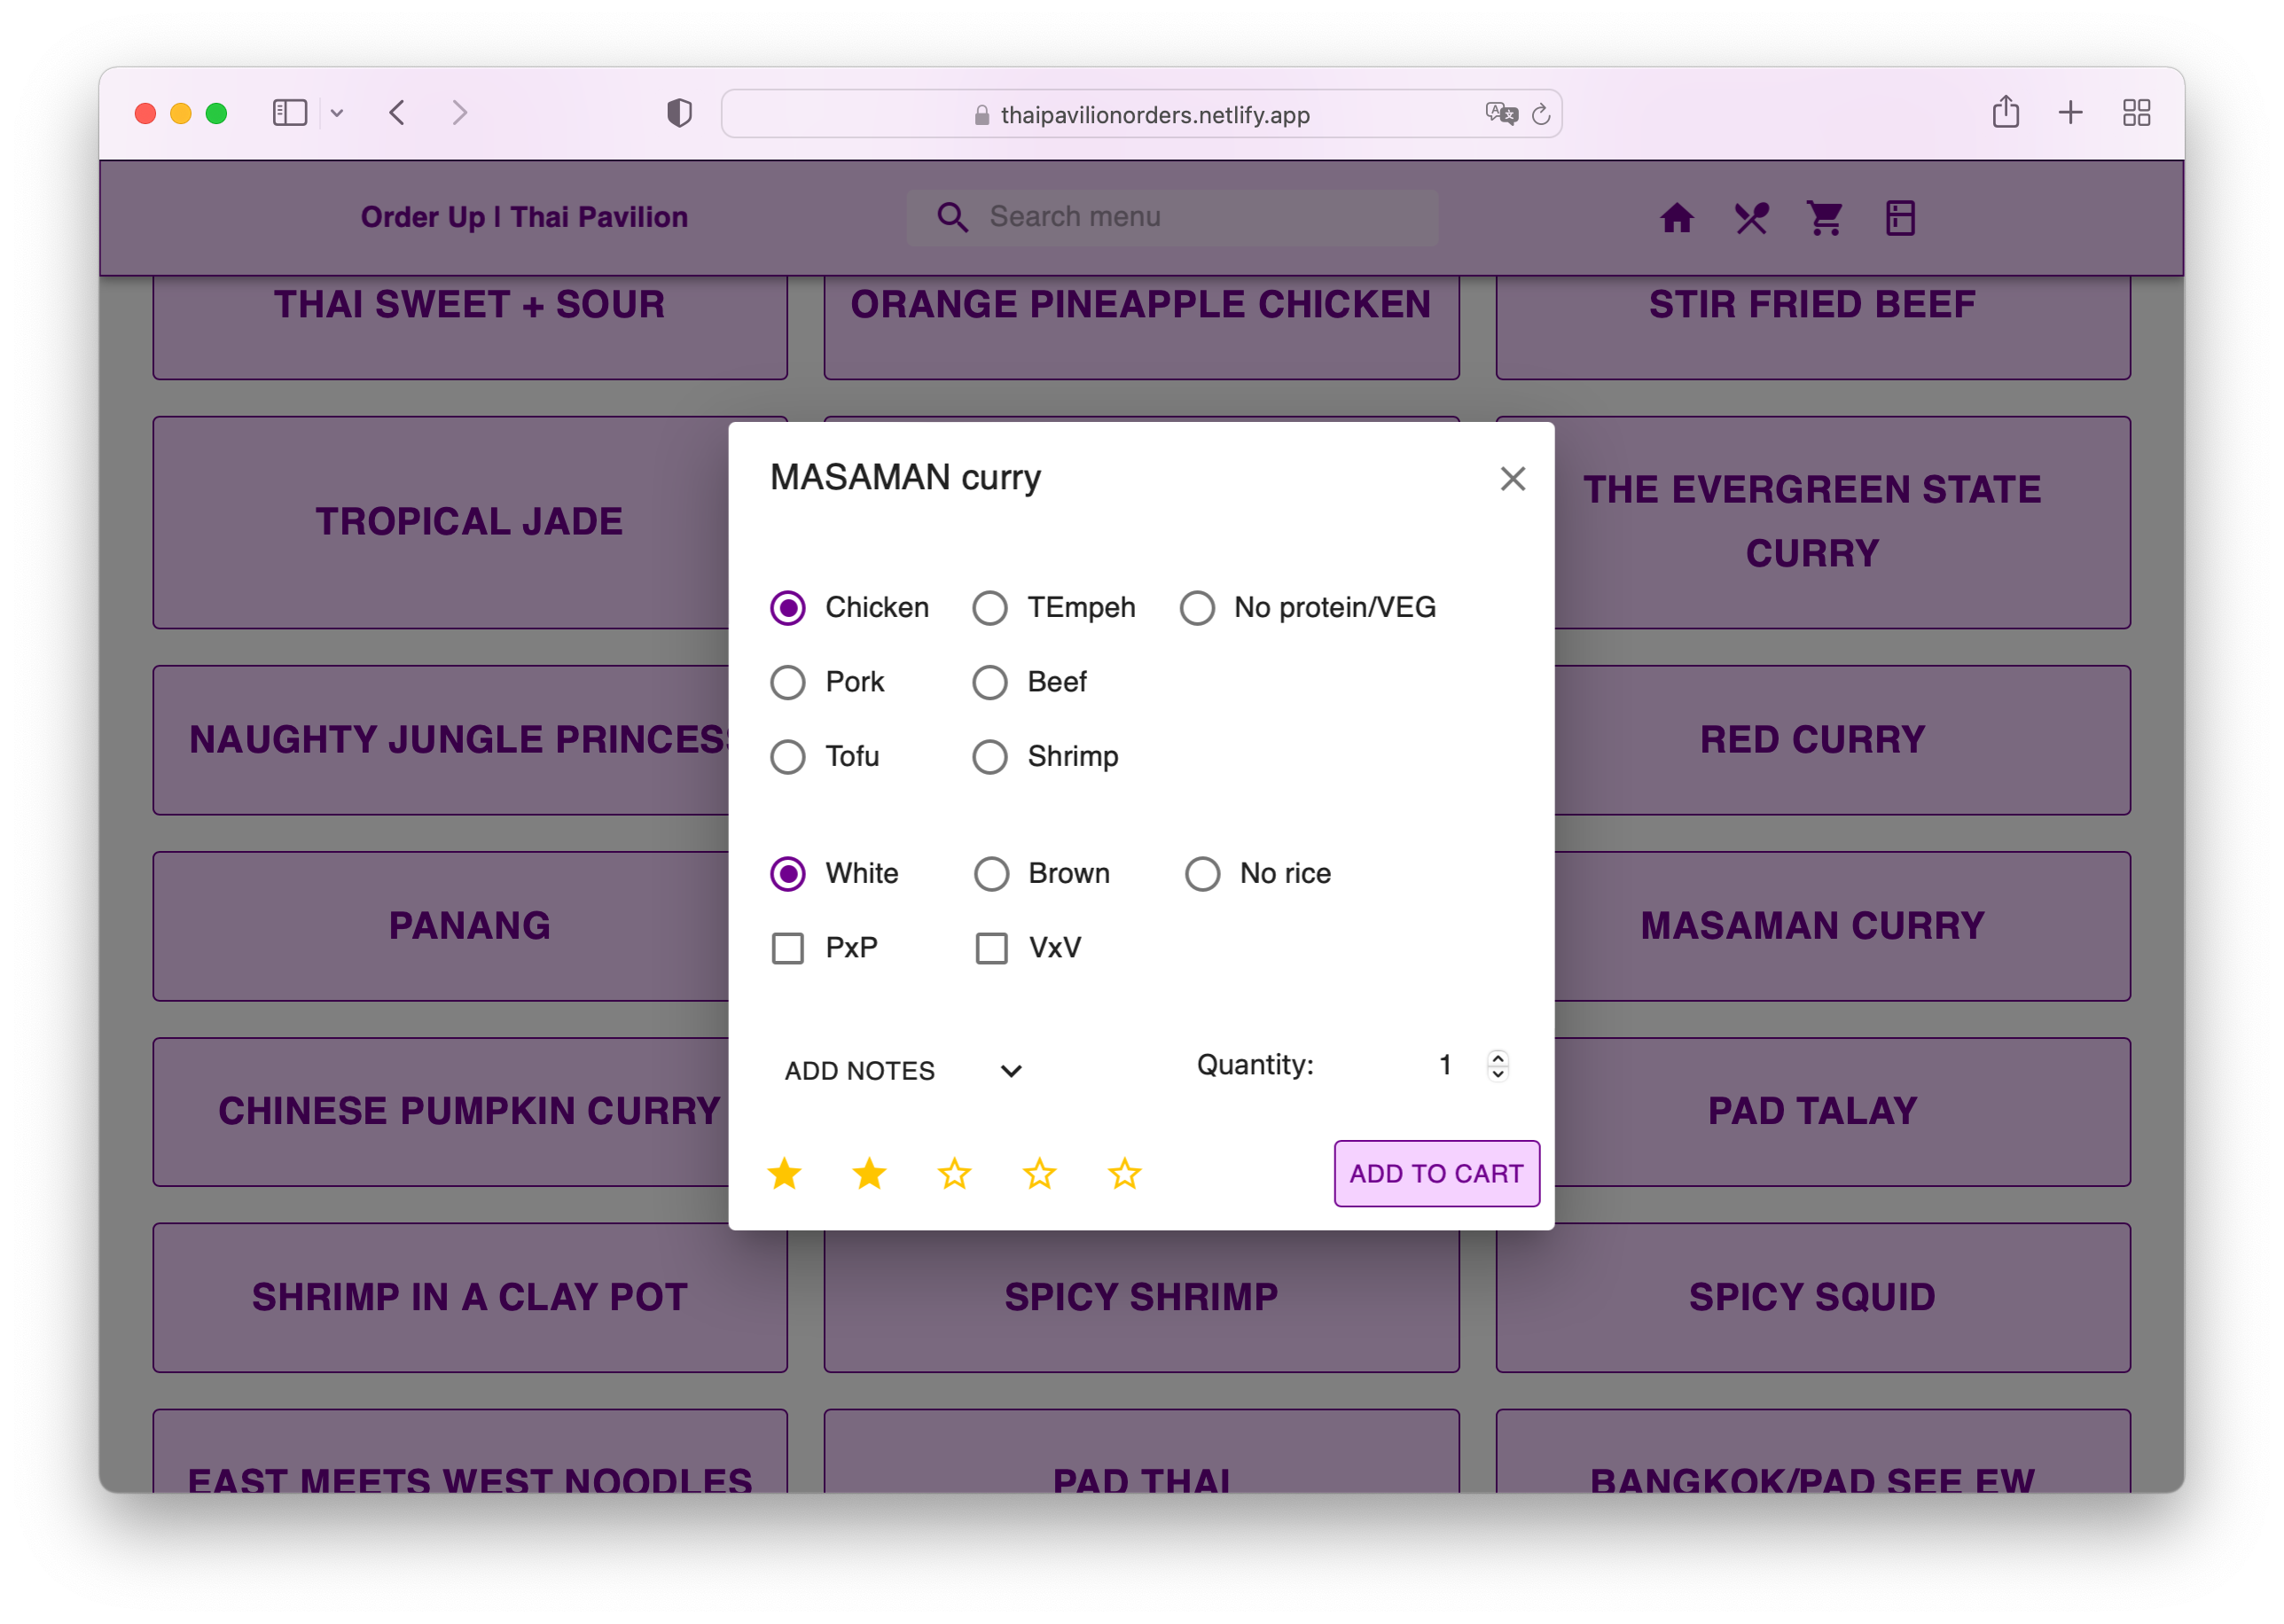 thaipavilionorders.netlify.app
Order Up | Thai Pavilion
Search menu
THAI SWEET + SOUR
ORANGE PINEAPPLE CHICKEN
STIR FRIED BEEF
TROPICAL JADE
THE EVERGREEN STATE
CURRY
NAUGHTY JUNGLE PRINCESS
RED CURRY
PANANG
MASAMAN CURRY
CHINESE PUMPKIN CURRY
PAD TALAY
SHRIMP IN A CLAY POT
SPICY SHRIMP
SPICY SQUID
EAST MEETS WEST NOODLES
PAD THAI
BANGKOK/PAD SEE EW
MASAMAN curry
Chicken
TEmpeh
No protein/VEG
Pork
Beef
Tofu
Shrimp
White
Brown
No rice
PxP
VxV
ADD NOTES
Quantity: 1
ADD TO CART